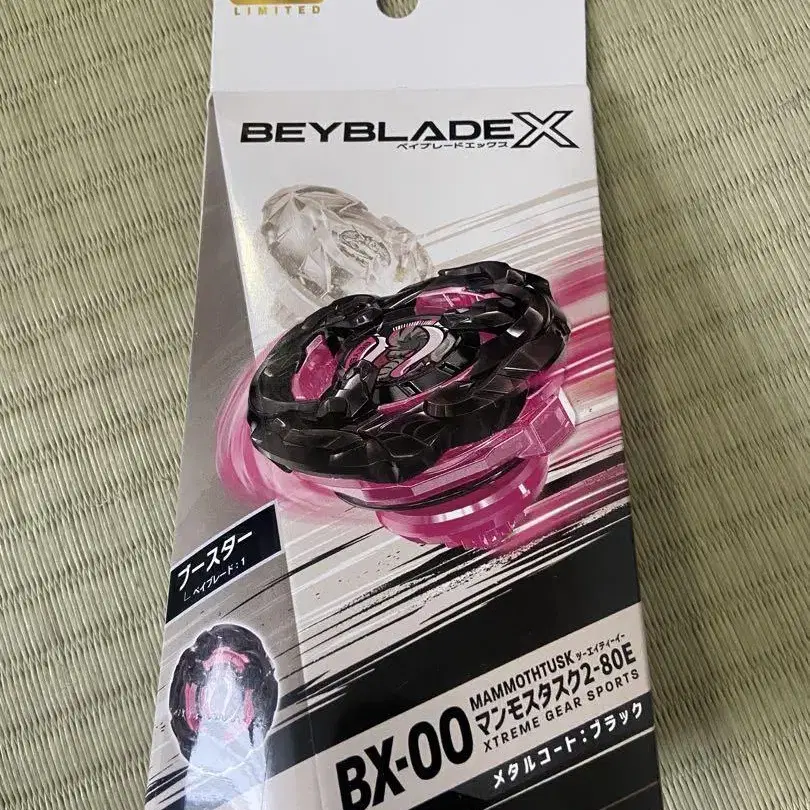 LIMITED
BEYBLADE X
ベイブレードエックス
ブースター
ベイブレード:1
BX-00
MAMMOTHTUSK ツーエイティーイー
マンモスタスク2-80E
XTREME GEAR SPORTS
メタルコート:ブラック